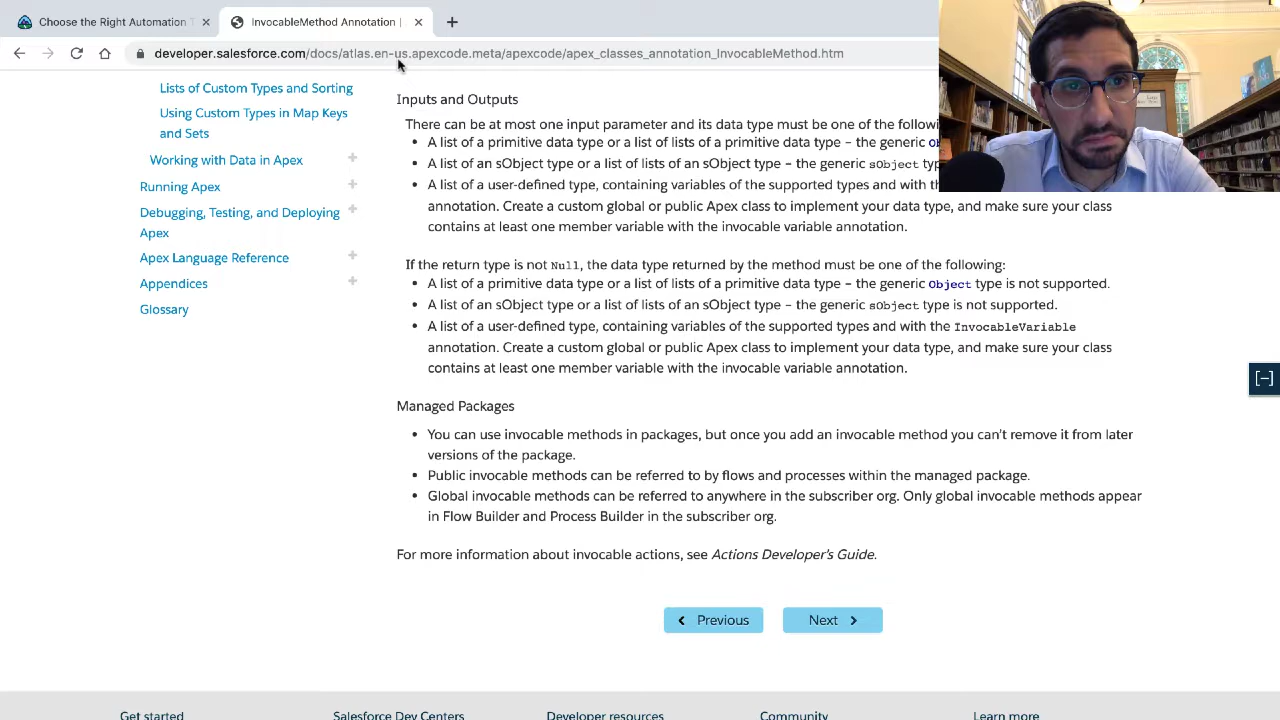 Choose the Right Automation T
InvocableMethod Annotation |
developer.salesforce.com/docs/atlas.en-us.apexcode.meta/apexcode/apex_classes_annotation_InvocableMethod.htm
Lists of Custom Types and Sorting
Using Custom Types in Map Keys
and Sets
Working with Data in Apex
Running Apex
Debugging, Testing, and Deploying
Apex
Apex Language Reference
Appendices
Glossary
Inputs and Outputs
There can be at most one input parameter and its data type must be one of the followi
• A list of a primitive data type or a list of lists of a primitive data type – the generic
• A list of an sObject type or a list of lists of an sObject type – the generic sObject typ
• A list of a user-defined type, containing variables of the supported types and with th
annotation. Create a custom global or public Apex class to implement your data type, and make sure your class
contains at least one member variable with the invocable variable annotation.
If the return type is not Null, the data type returned by the method must be one of the following:
• A list of a primitive data type or a list of lists of a primitive data type – the generic Object type is not supported.
• A list of an sObject type or a list of lists of an sObject type – the generic sObject type is not supported.
• A list of a user-defined type, containing variables of the supported types and with the InvocableVariable
annotation. Create a custom global or public Apex class to implement your data type, and make sure your class
contains at least one member variable with the invocable variable annotation.
Managed Packages
• You can use invocable methods in packages, but once you add an invocable method you can't remove it from later
versions of the package.
• Public invocable methods can be referred to by flows and processes within the managed package.
• Global invocable methods can be referred to anywhere in the subscriber org. Only global invocable methods appear
in Flow Builder and Process Builder in the subscriber org.
For more information about invocable actions, see Actions Developer's Guide.
Previous
Next
[–]
Get started
Salesforce Dev Centers
Developer resources
Community
Learn more